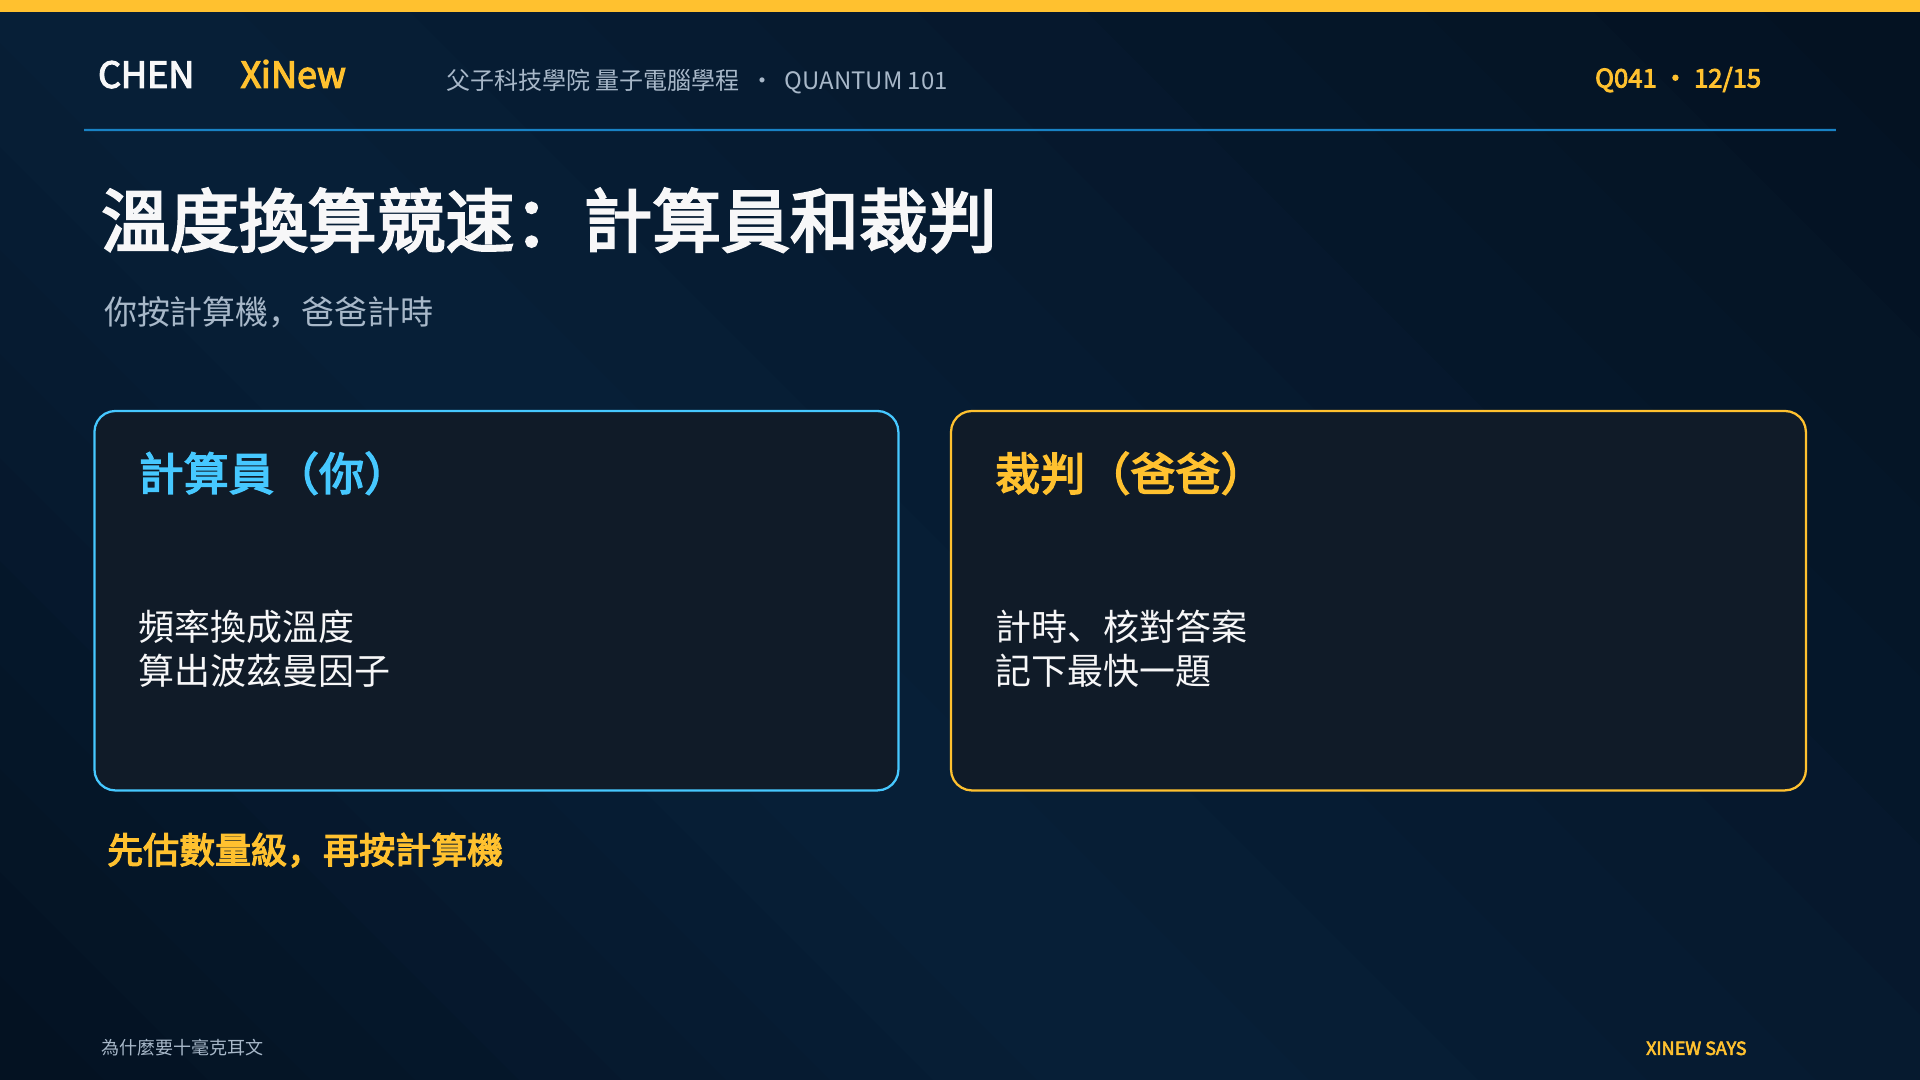 CHEN XiNew 父子科技學院 量子電腦學程 · QUANTUM 101 Q041 · 12/15
溫度換算競速：計算員和裁判
你按計算機，爸爸計時
計算員（你）
頻率換成溫度
算出波茲曼因子
裁判（爸爸）
計時、核對答案
記下最快一題
先估數量級，再按計算機
為什麼要十毫克耳文 XINEW SAYS